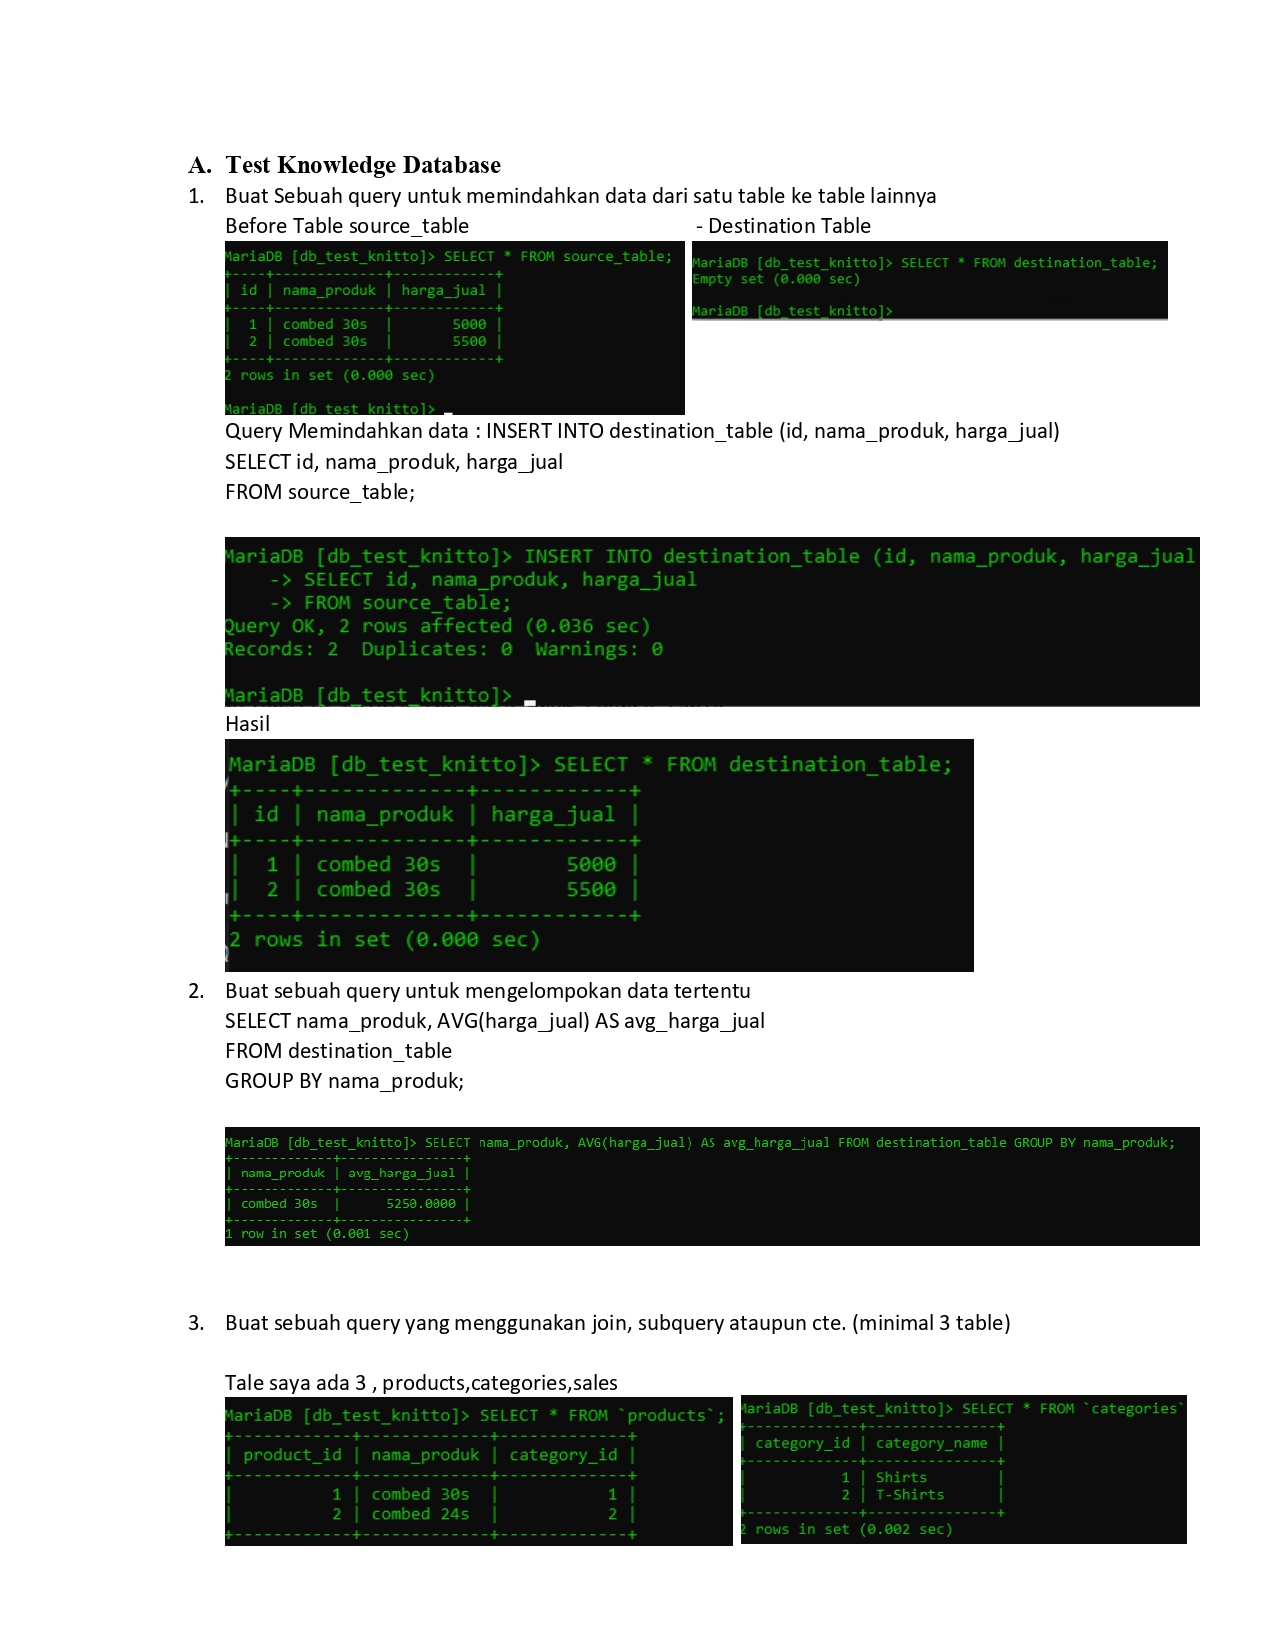 A. Test Knowledge Database
1. Buat Sebuah query untuk memindahkan data dari satu table ke table lainnya
Before Table source_table - Destination Table
MariaDB [db_test_knitto]> SELECT * FROM source_table;
+----+-------------+------------+
| id | nama_produk | harga_jual |
+----+-------------+------------+
| 1 | combed 30s | 5000 |
| 2 | combed 30s | 5500 |
+----+-------------+------------+
2 rows in set (0.000 sec)
MariaDB [db_test_knitto]>
MariaDB [db_test_knitto]> SELECT * FROM destination_table;
Empty set (0.000 sec)
MariaDB [db_test_knitto]>
Query Memindahkan data : INSERT INTO destination_table (id, nama_produk, harga_jual)
SELECT id, nama_produk, harga_jual
FROM source_table;
MariaDB [db_test_knitto]> INSERT INTO destination_table (id, nama_produk, harga_jual
-> SELECT id, nama_produk, harga_jual
-> FROM source_table;
Query OK, 2 rows affected (0.036 sec)
Records: 2 Duplicates: 0 Warnings: 0
MariaDB [db_test_knitto]>
Hasil
MariaDB [db_test_knitto]> SELECT * FROM destination_table;
+----+-------------+------------+
| id | nama_produk | harga_jual |
+----+-------------+------------+
| 1 | combed 30s | 5000 |
| 2 | combed 30s | 5500 |
+----+-------------+------------+
2 rows in set (0.000 sec)
2. Buat sebuah query untuk mengelompokan data tertentu
SELECT nama_produk, AVG(harga_jual) AS avg_harga_jual
FROM destination_table
GROUP BY nama_produk;
MariaDB [db_test_knitto]> SELECT nama_produk, AVG(harga_jual) AS avg_harga_jual FROM destination_table GROUP BY nama_produk;
+-------------+----------------+
| nama_produk | avg_harga_jual |
+-------------+----------------+
| combed 30s | 5250.0000 |
+-------------+----------------+
1 row in set (0.001 sec)
3. Buat sebuah query yang menggunakan join, subquery ataupun cte. (minimal 3 table)
Tale saya ada 3 , products,categories,sales
MariaDB [db_test_knitto]> SELECT * FROM `products`;
+------------+-------------+-------------+
| product_id | nama_produk | category_id |
+------------+-------------+-------------+
| 1 | combed 30s | 1 |
| 2 | combed 24s | 2 |
+------------+-------------+-------------+
MariaDB [db_test_knitto]> SELECT * FROM `categories`
+-------------+---------------+
| category_id | category_name |
+-------------+---------------+
| 1 | Shirts |
| 2 | T-Shirts |
+-------------+---------------+
2 rows in set (0.002 sec)